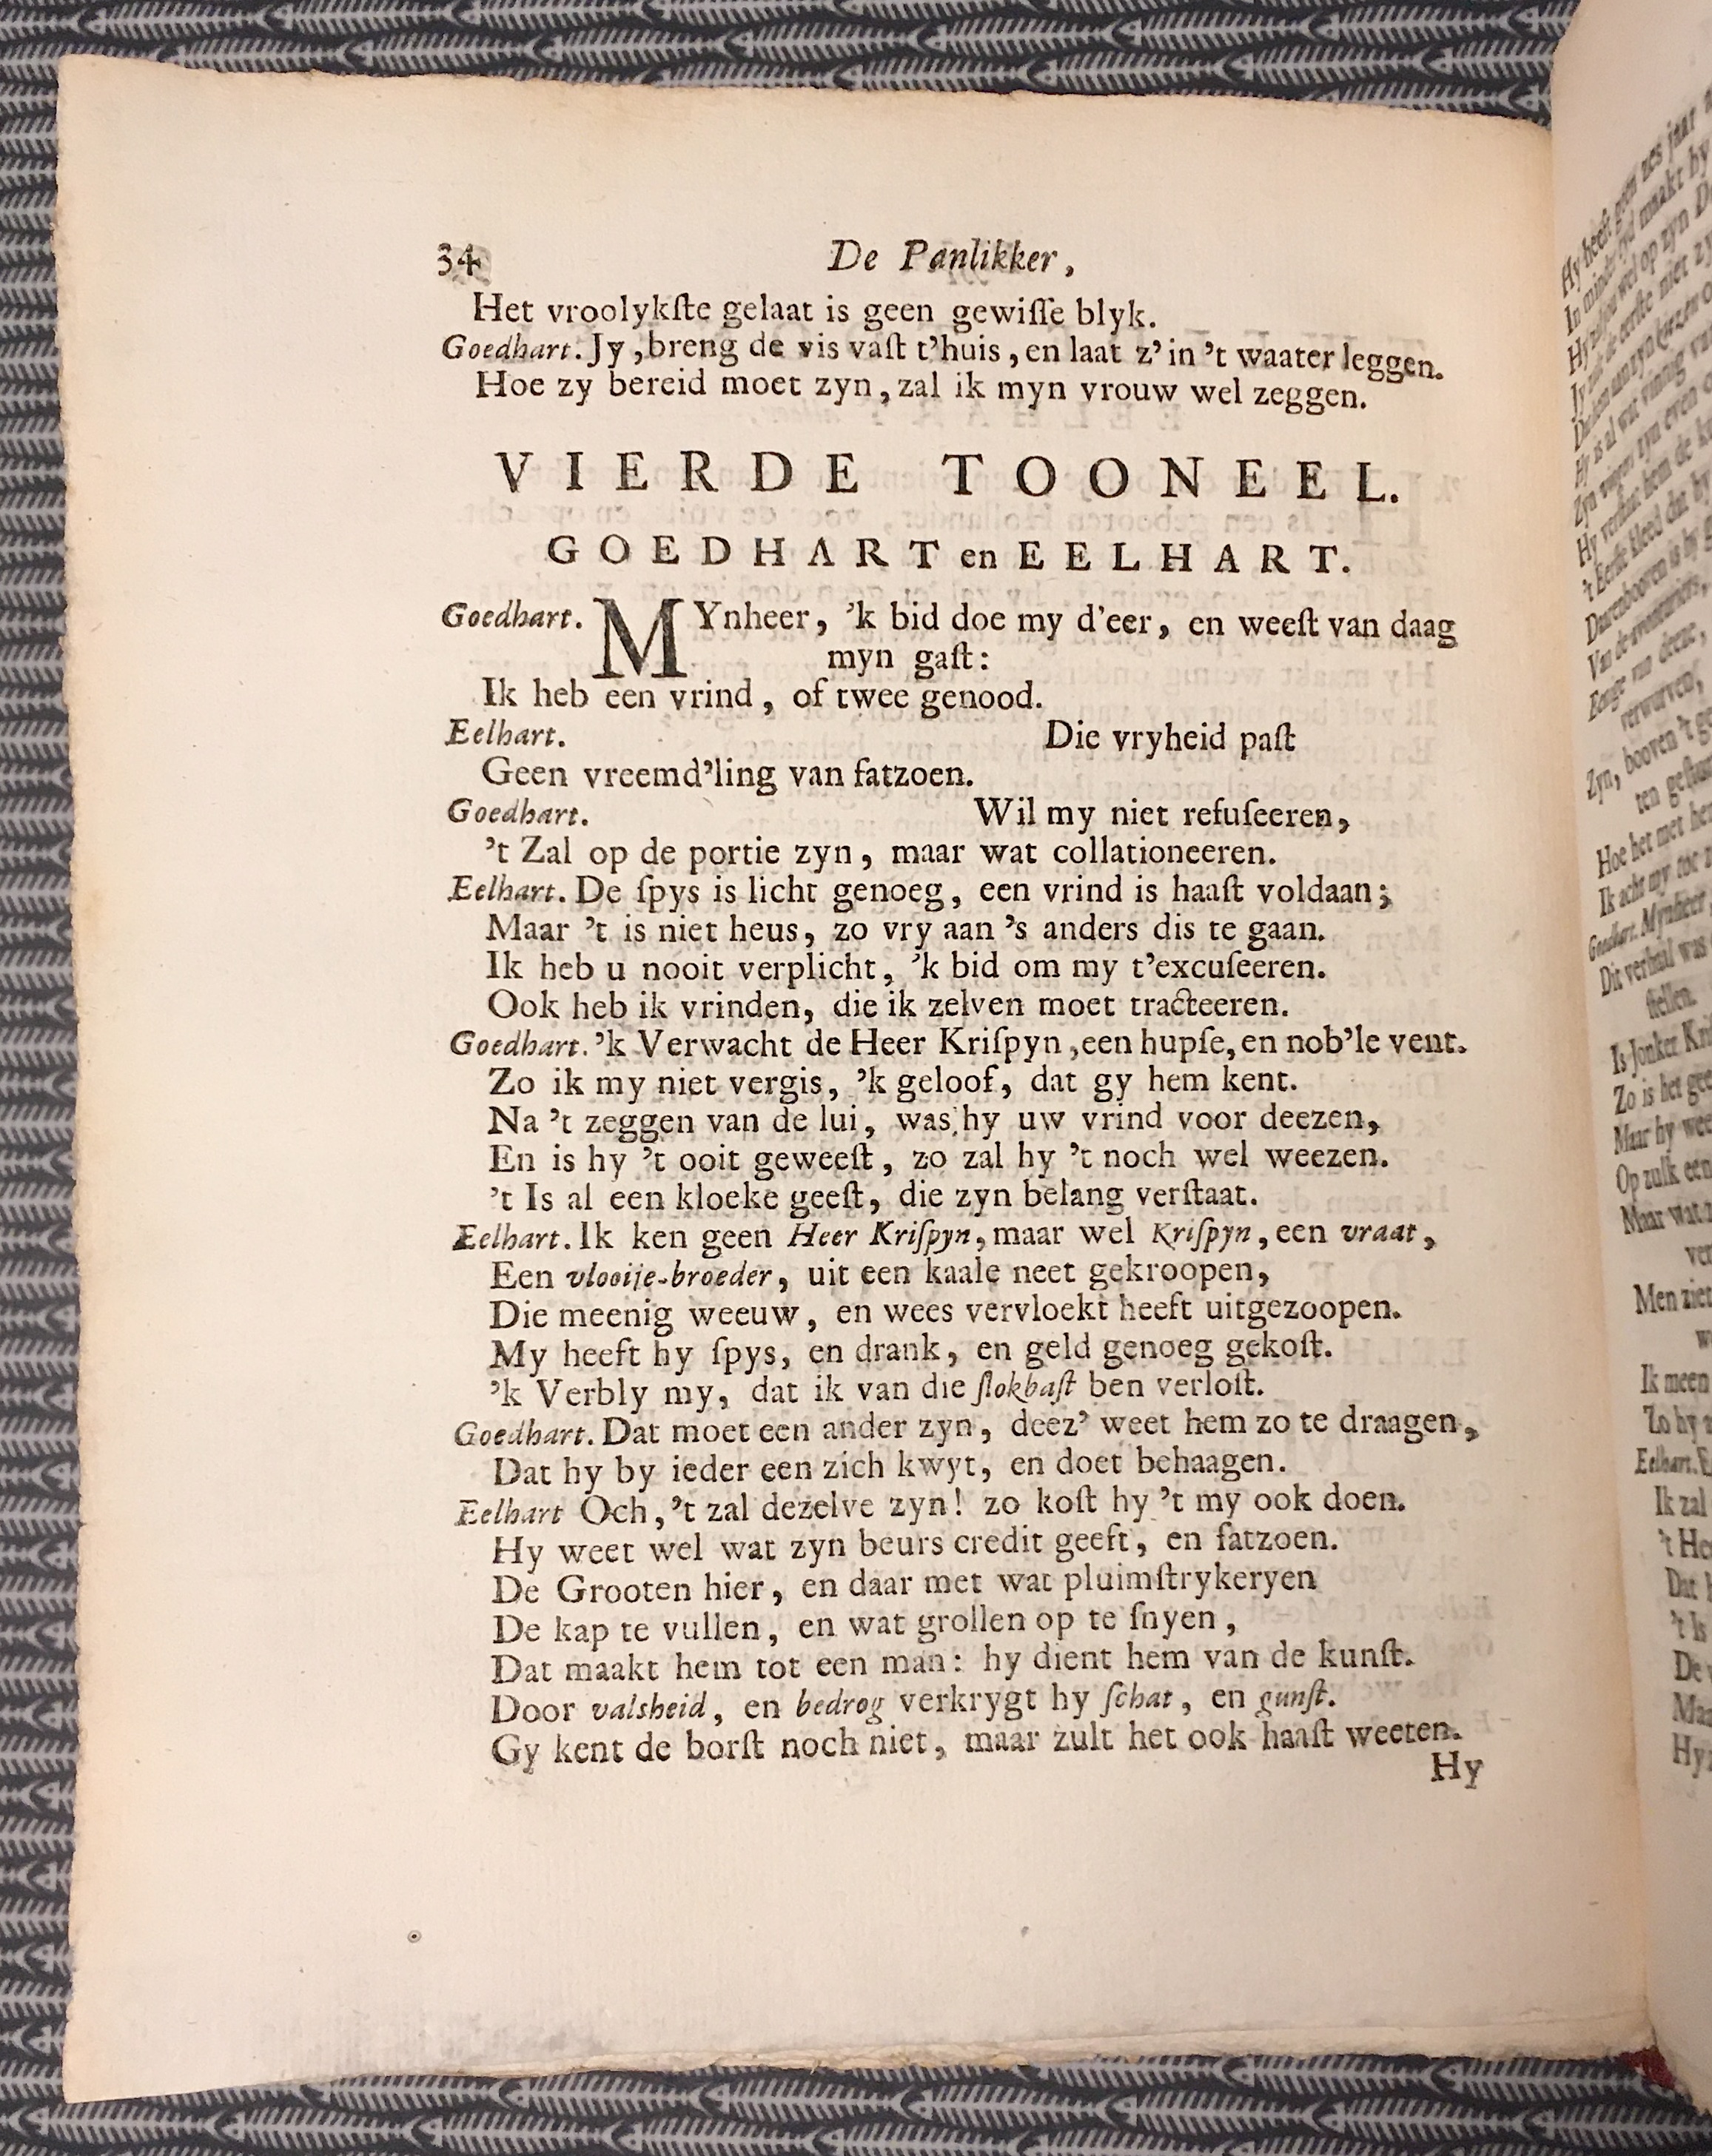 34 De Panlikker,
Het vroolykſte gelaat is geen gewiſſe blyk.
Goedhart. Jy, breng de vis vaſt t'huis, en laat z' in 't waater leggen.
Hoe zy bereid moet zyn, zal ik myn vrouw wel zeggen.
VIERDE TOONEEL.
GOEDHART en EELHART.
Goedhart. MYnheer, 'k bid doe my d'eer, en weeſt van daag
myn gaſt:
Ik heb een vrind, of twee genood.
Eelhart. Die vryheid paſt
Geen vreemd'ling van fatzoen.
Goedhart. Wil my niet refuſeeren,
't Zal op de portie zyn, maar wat collationeeren.
Eelhart. De ſpys is licht genoeg, een vrind is haaſt voldaan;
Maar 't is niet heus, zo vry aan 's anders dis te gaan.
Ik heb u nooit verplicht, 'k bid om my t'excuſeeren.
Ook heb ik vrinden, die ik zelven moet tracteeren.
Goedhart. 'k Verwacht de Heer Kriſpyn, een hupſe, en nob'le vent.
Zo ik my niet vergis, 'k geloof, dat gy hem kent.
Na 't zeggen van de lui, was hy uw vrind voor deezen,
En is hy 't ooit geweeſt, zo zal hy 't noch wel weezen.
't Is al een kloeke geeſt, die zyn belang verſtaat.
Eelhart. Ik ken geen Heer Kriſpyn, maar wel Kriſpyn, een vraat,
Een vlooije-broeder, uit een kaale neet gekroopen,
Die meenig weeuw, en wees vervloekt heeft uitgezoopen.
My heeft hy ſpys, en drank, en geld genoeg gekoſt.
'k Verbly my, dat ik van die ſlokbaſt ben verloſt.
Goedhart. Dat moet een ander zyn, deez' weet hem zo te draagen,
Dat hy by ieder een zich kwyt, en doet behaagen.
Eelhart Och, 't zal dezelve zyn! zo koſt hy 't my ook doen.
Hy weet wel wat zyn beurs credit geeft, en fatzoen.
De Grooten hier, en daar met wat pluimſtrykeryen
De kap te vullen, en wat grollen op te ſnyen,
Dat maakt hem tot een man: hy dient hem van de kunſt.
Door valsheid, en bedrog verkrygt hy ſchat, en gunſt.
Gy kent de borſt noch niet, maar zult het ook haaſt weeten.
Hy